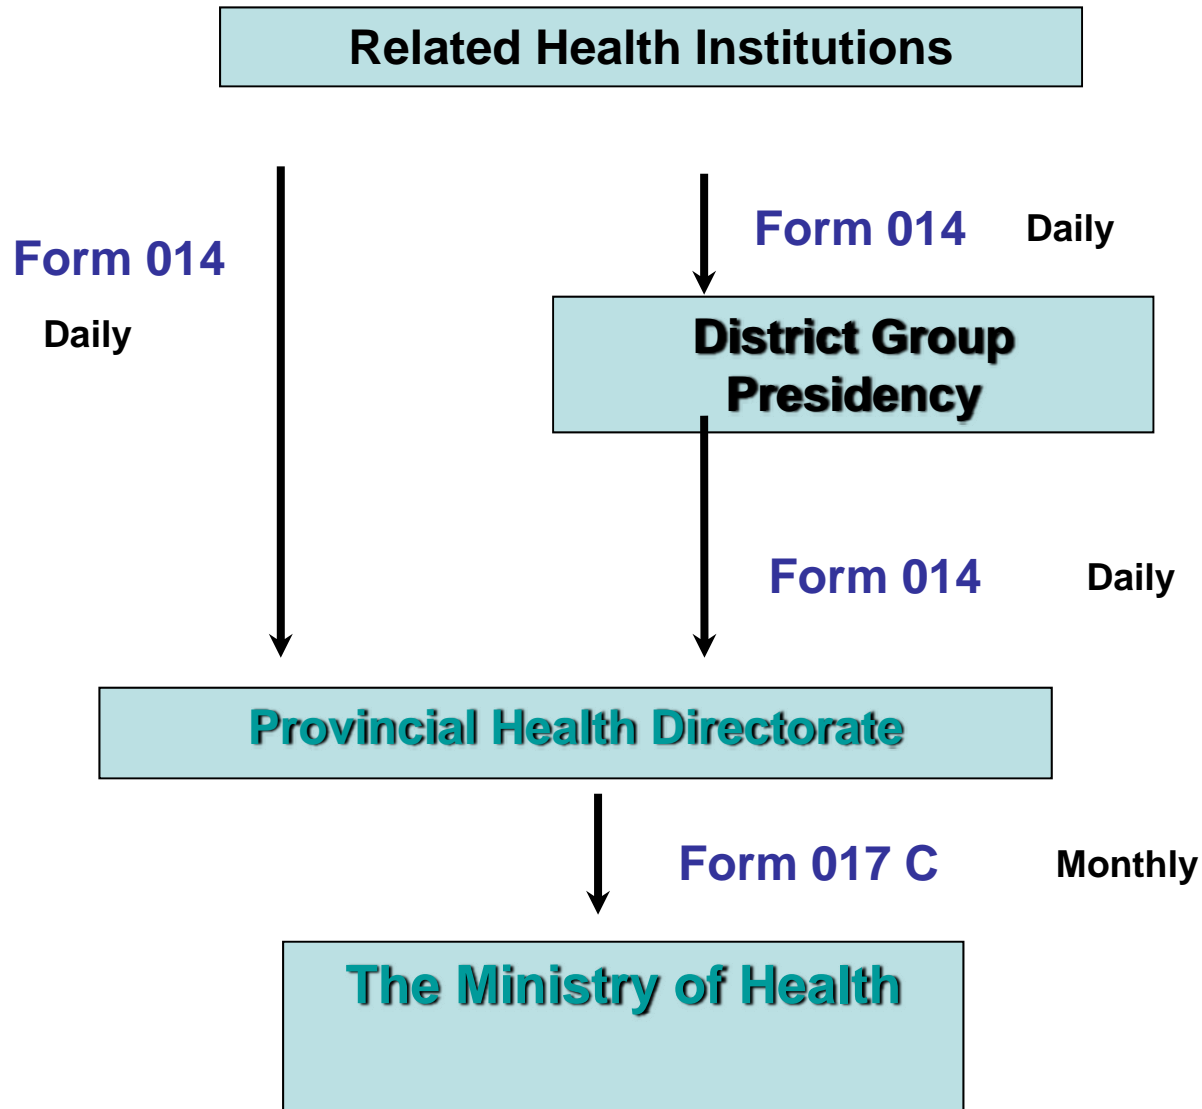 Related Health Institutions
Form 014 Daily
Form 014
Daily
District Group
Presidency
Form 014 Daily
Provincial Health Directorate
Form 017 C Monthly
The Ministry of Health